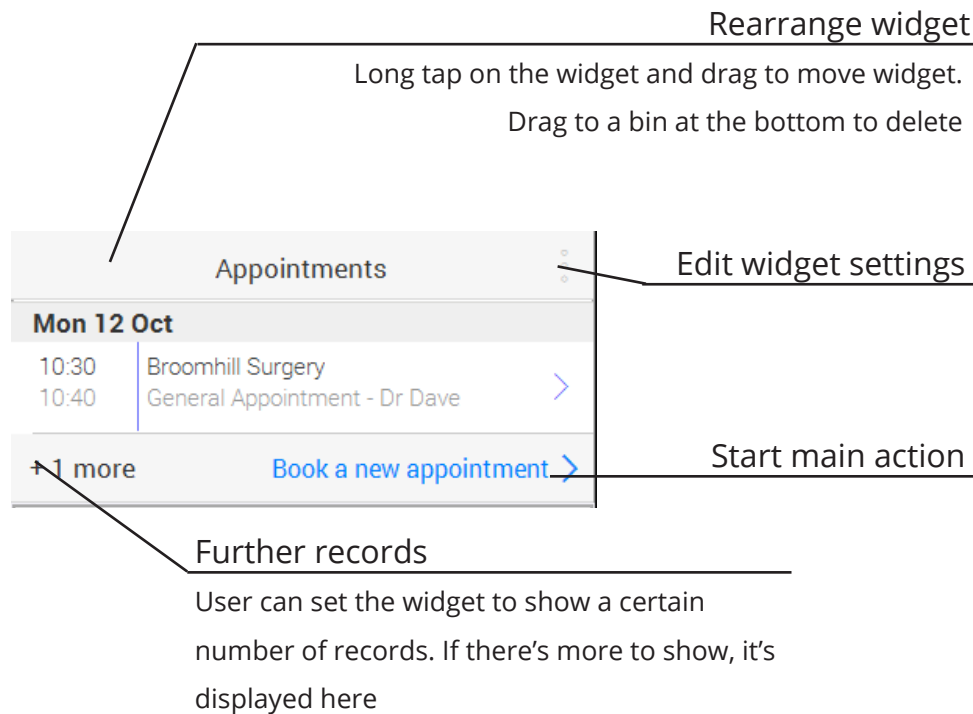 Rearrange widget
Long tap on the widget and drag to move widget.
Drag to a bin at the bottom to delete
Appointments
Edit widget settings
Mon 12 Oct
10:30 Broomhill Surgery
10:40 General Appointment - Dr Dave
+ 1 more Book a new appointment
Start main action
Further records
User can set the widget to show a certain
number of records. If there’s more to show, it’s
displayed here